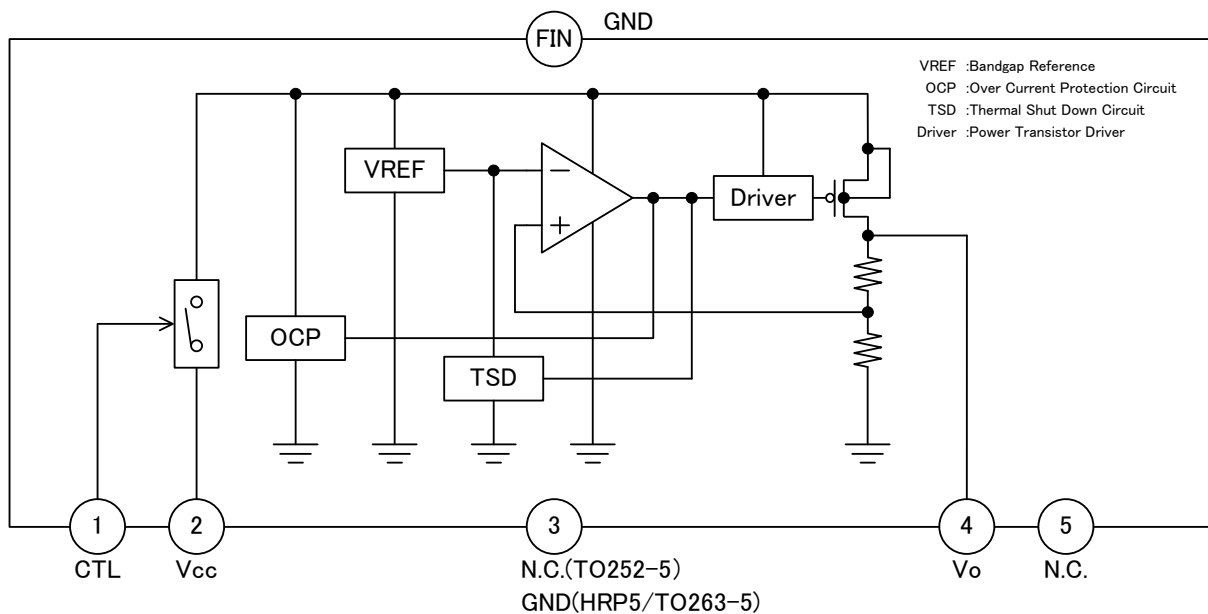 FIN
GND
VREF :Bandgap Reference
OCP :Over Current Protection Circuit
TSD :Thermal Shut Down Circuit
Driver :Power Transistor Driver
VREF
−
+
Driver
OCP
TSD
1
2
3
4
5
CTL
Vcc
N.C.(TO252-5)
GND(HRP5/TO263-5)
Vo
N.C.